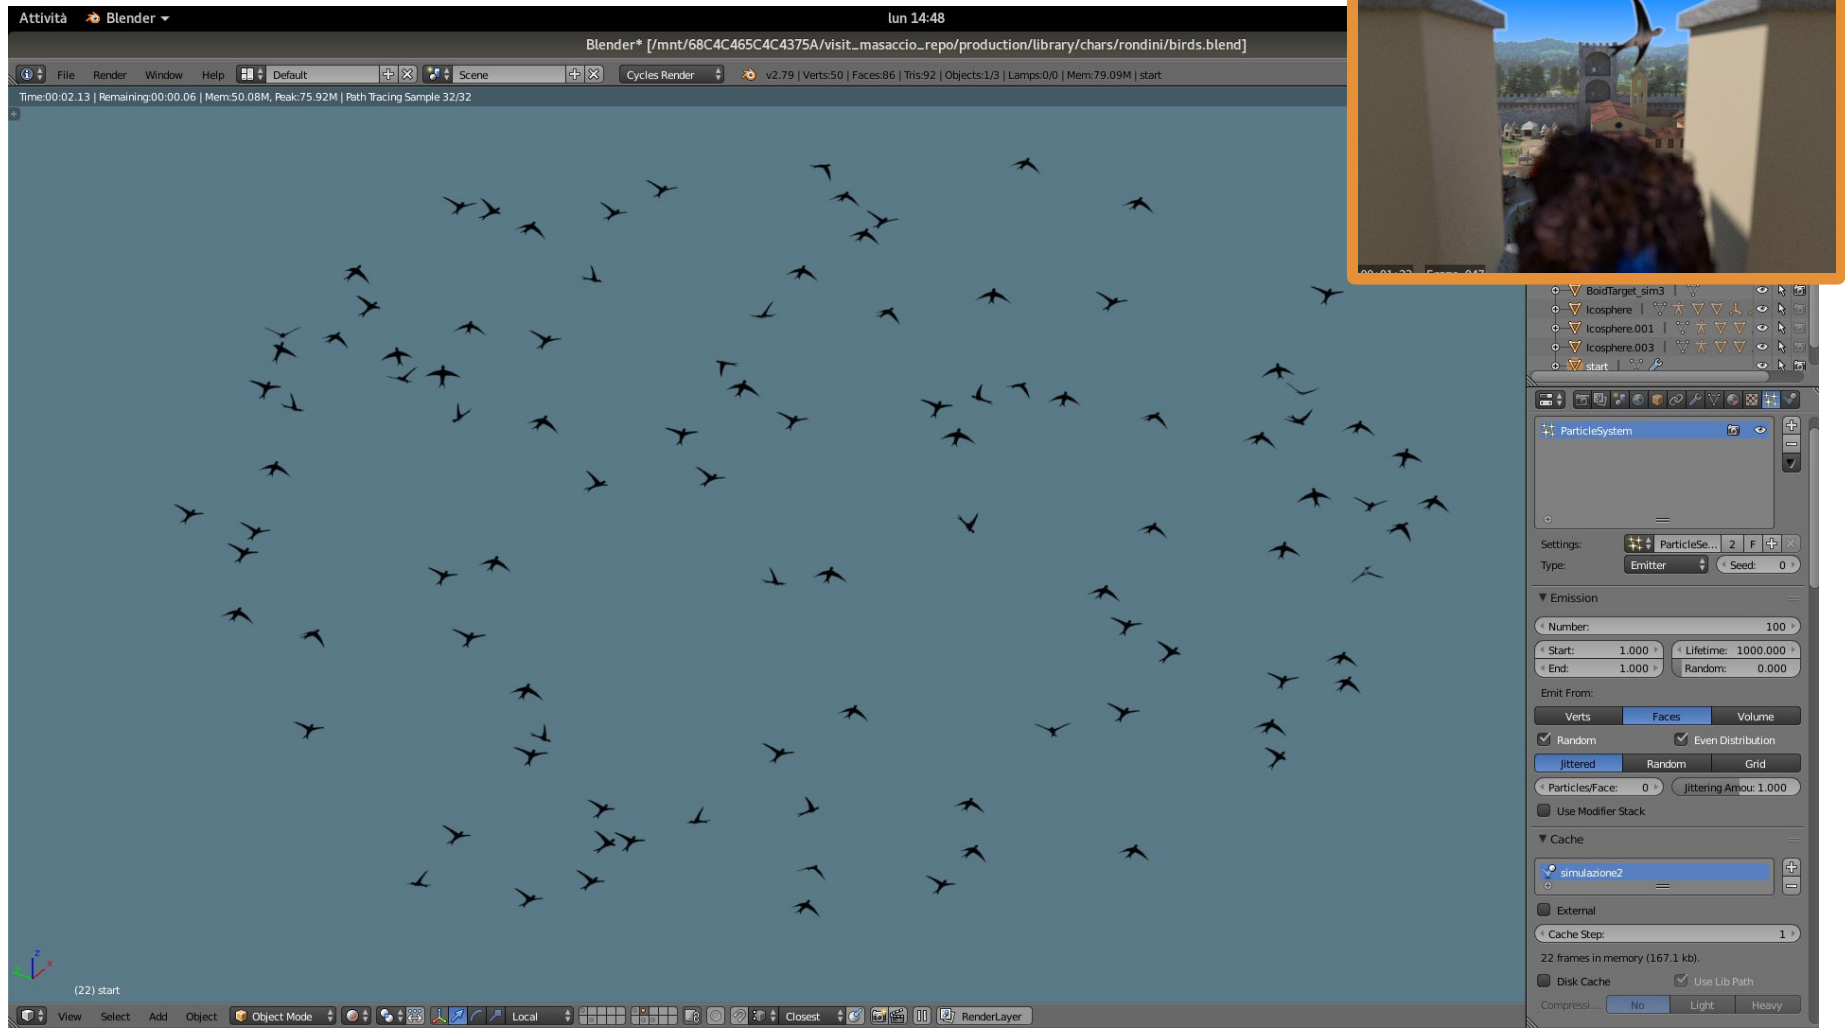 Attività Blender lun 14:48
Blender* [/mnt/68C4C465C4C4375A/visit_masaccio_repo/production/library/chars/rondini/birds.blend]
File Render Window Help Default Scene Cycles Render v2.79 | Verts:50 | Faces:86 | Tris:92 | Objects:1/3 | Lamps:0/0 | Mem:79.09M | start
Time:00:02.13 | Remaining:00:00.06 | Mem:50.08M, Peak:75.92M | Path Tracing Sample 32/32
BoidTarget_sim3
Icosphere
Icosphere.001
Icosphere.003
start
ParticleSystem
Settings: ParticleSe... 2 F
Type: Emitter Seed: 0
Emission
Number: 100
Start: 1.000 Lifetime: 1000.000
End: 1.000 Random: 0.000
Emit From:
Verts Faces Volume
Random Even Distribution
Jittered Random Grid
Particles/Face: 0 Jittering Amou: 1.000
Use Modifier Stack
Cache
simulazione2
External
Cache Step: 1
22 frames in memory (167.1 kb).
Disk Cache Use Lib Path
Compressi... No Light Heavy
z
x
(22) start
View Select Add Object Object Mode Local Closest RenderLayer